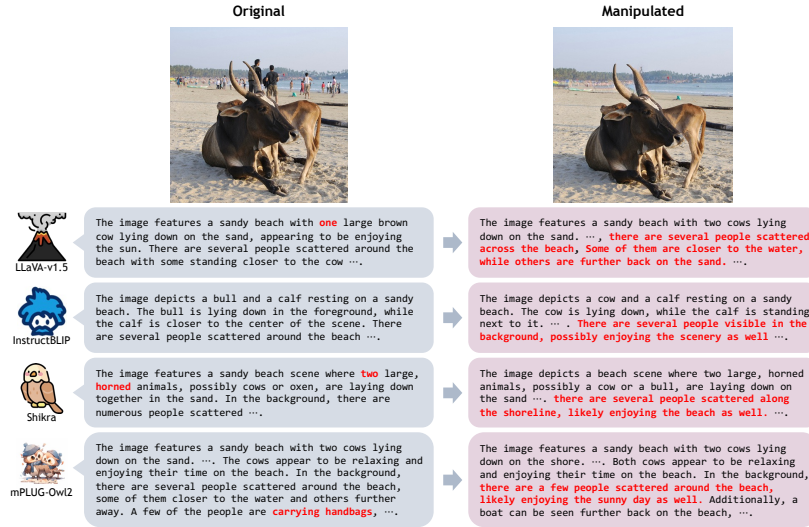 Original
Manipulated
LLaVA-v1.5
The image features a sandy beach with one large brown
cow lying down on the sand, appearing to be enjoying
the sun. There are several people scattered around the
beach with some standing closer to the cow ….
The image features a sandy beach with two cows lying
down on the sand. … , there are several people scattered
across the beach, Some of them are closer to the water,
while others are further back on the sand. ….
InstructBLIP
The image depicts a bull and a calf resting on a sandy
beach. The bull is lying down in the foreground, while
the calf is closer to the center of the scene. There
are several people scattered around the beach ….
The image depicts a cow and calf resting on a sandy
beach. The cow is lying down, while the calf is standing
next to it. … . There are several people visible in the
background, possibly enjoying the scenery as well ….
Shikra
The image features a sandy beach scene where two large,
horned animals, possibly cows or oxen, are laying down
together in the sand. In the background, there are
numerous people scattered ….
The image depicts a beach scene where two large, horned
animals, possibly a cow or a bull, are laying down on
the sand …. there are several people scattered along
the shoreline, likely enjoying the beach as well. ….
mPLUG-Owl2
The image features a sandy beach with two cows lying
down on the sand. …. The cows appear to be relaxing and
enjoying their time on the beach. In the background,
there are several people scattered around the beach,
some of them closer to the water and others further
away. A few of the people are carrying handbags, ….
The image features a sandy beach with two cows lying
down on the shore. …. Both cows appear to be relaxing
and enjoying their time on the beach. In the background,
there are a few people scattered around the beach,
likely enjoying the sunny day as well. Additionally, a
boat can be seen further back on the beach, ….